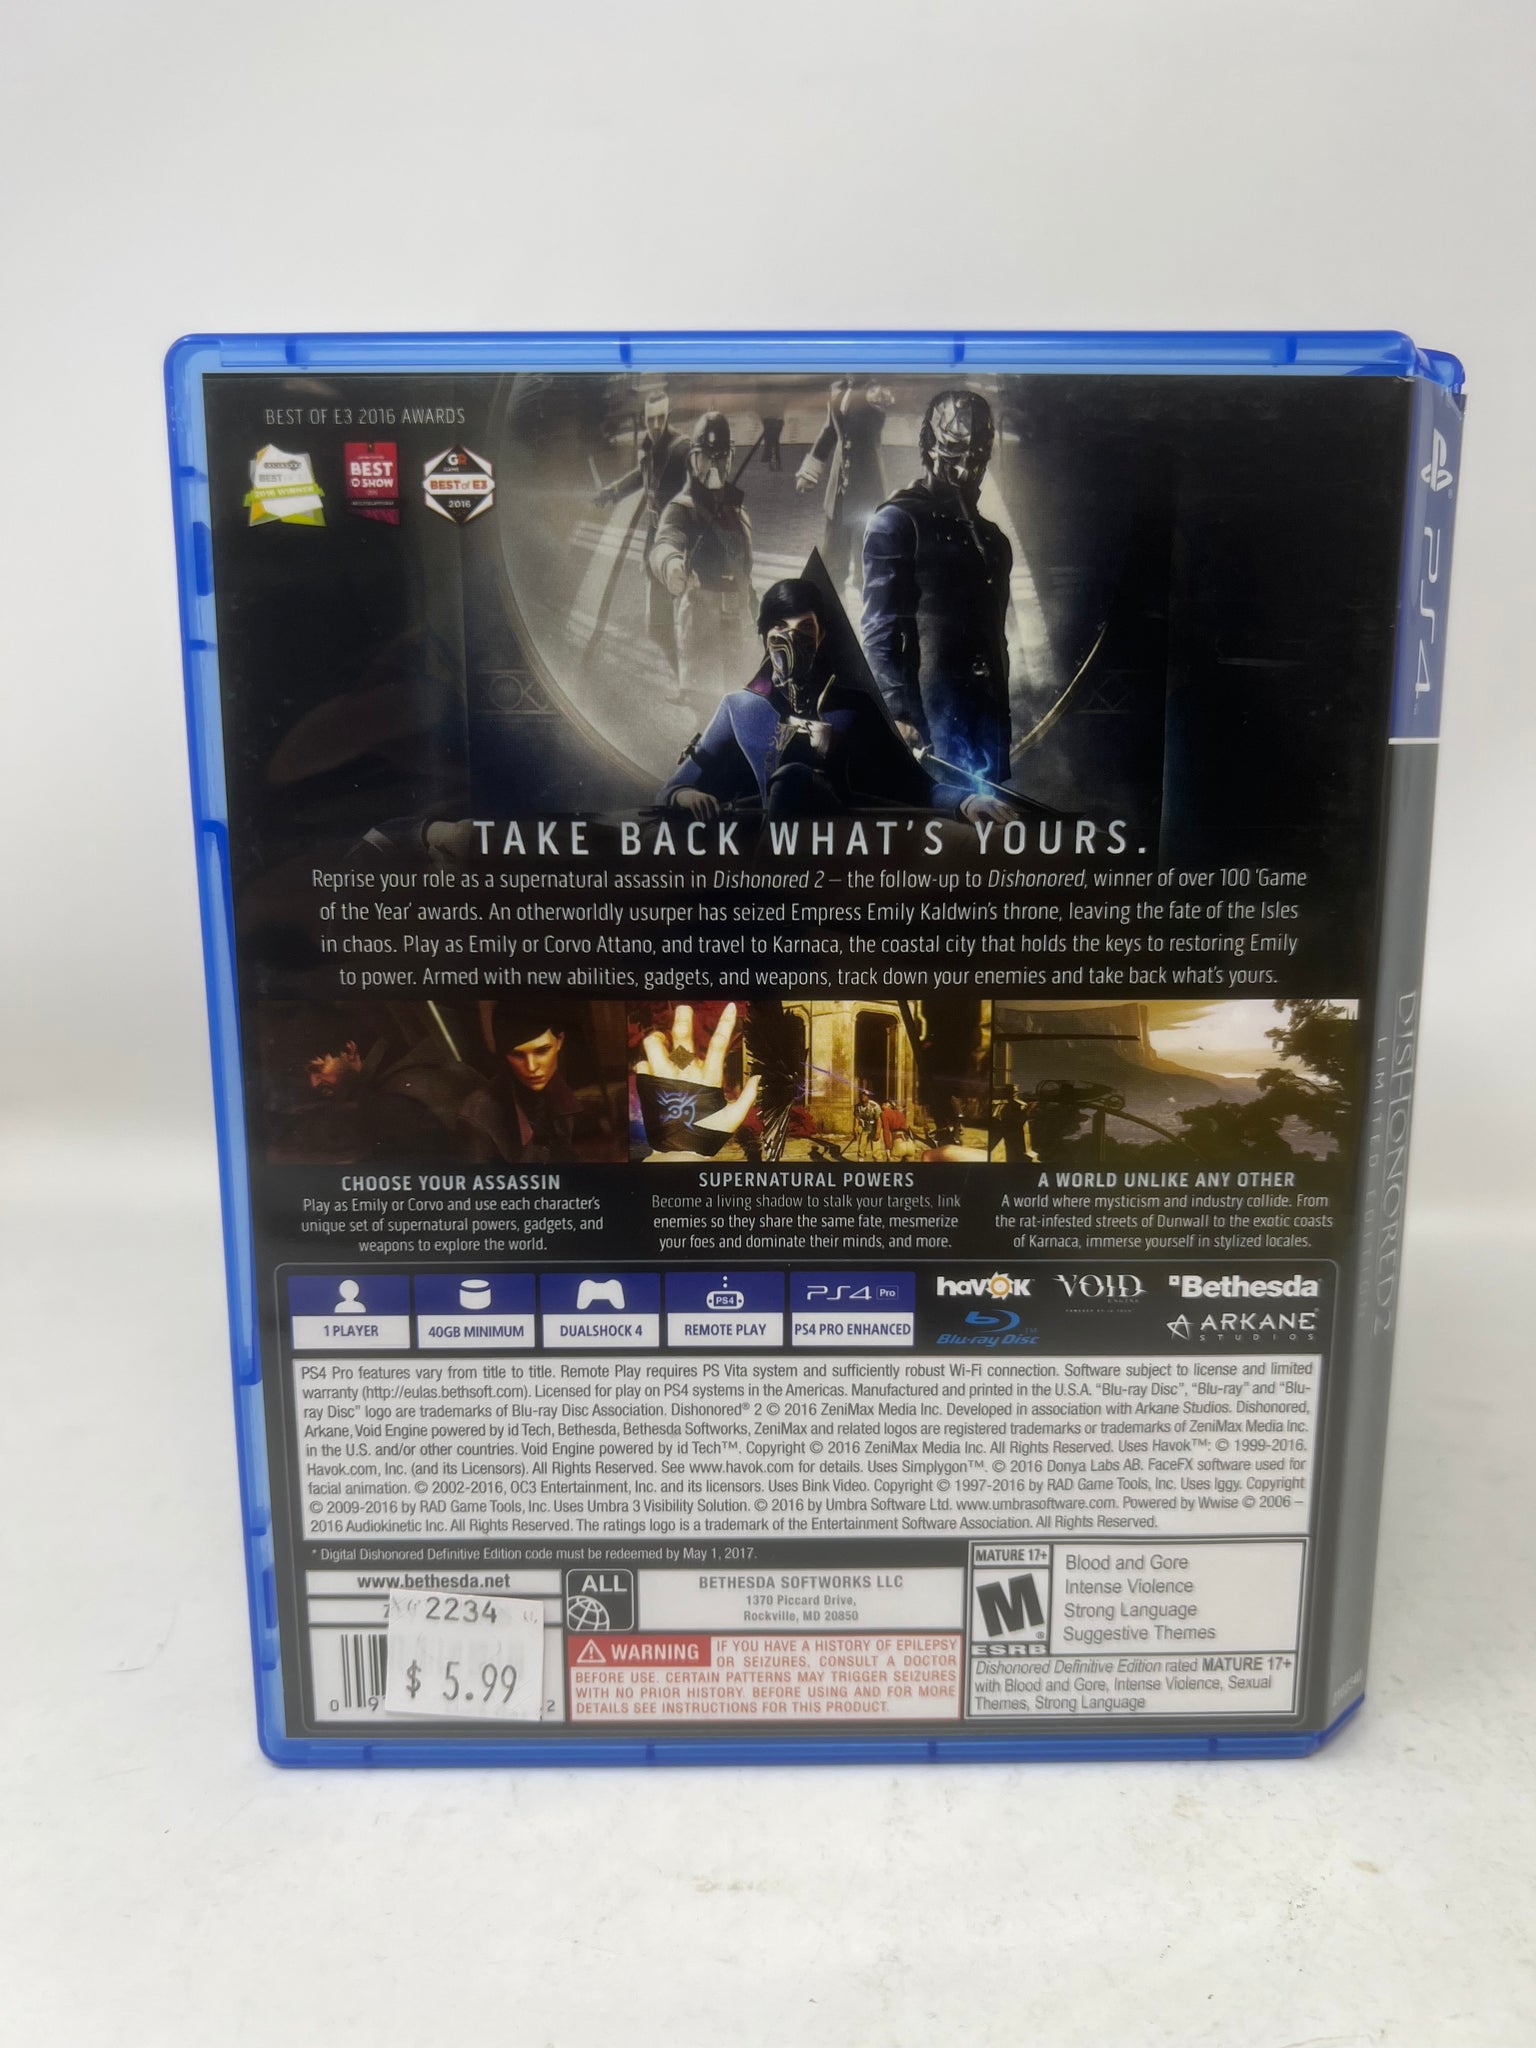 BEST OF E3 2016 AWARDS
BEST
2016 WINNER
BEST
SHOW
GR
BEST of E3
2016
TAKE BACK WHAT'S YOURS.
Reprise your role as a supernatural assassin in Dishonored 2 – the follow-up to Dishonored, winner of over 100 'Game
of the Year' awards. An otherworldly usurper has seized Empress Emily Kaldwin's throne, leaving the fate of the Isles
in chaos. Play as Emily or Corvo Attano, and travel to Karnaca, the coastal city that holds the keys to restoring Emily
to power. Armed with new abilities, gadgets, and weapons, track down your enemies and take back what's yours.
CHOOSE YOUR ASSASSIN
Play as Emily or Corvo and use each character's
unique set of supernatural powers, gadgets, and
weapons to explore the world.
SUPERNATURAL POWERS
Become a living shadow to stalk your targets, link
enemies so they share the same fate, mesmerize
your foes and dominate their minds, and more.
A WORLD UNLIKE ANY OTHER
A world where mysticism and industry collide. From
the rat-infested streets of Dunwall to the exotic coasts
of Karnaca, immerse yourself in stylized locales.
1 PLAYER
40GB MINIMUM
DUALSHOCK 4
PS4
REMOTE PLAY
PS4 Pro
PS4 PRO ENHANCED
havok
VOID
ENGINE
Bethesda
Blu-ray Disc™
ARKANE®
STUDIOS
PS4 Pro features vary from title to title. Remote Play requires PS Vita system and sufficiently robust Wi-Fi connection. Software subject to license and limited
warranty (http://eulas.bethsoft.com). Licensed for play on PS4 systems in the Americas. Manufactured and printed in the U.S.A. “Blu-ray Disc”, “Blu-ray” and “Blu-
ray Disc” logo are trademarks of Blu-ray Disc Association. Dishonored® 2 © 2016 ZeniMax Media Inc. Developed in association with Arkane Studios. Dishonored,
Arkane, Void Engine powered by id Tech, Bethesda, Bethesda Softworks, ZeniMax and related logos are registered trademarks or trademarks of ZeniMax Media Inc.
in the U.S. and/or other countries. Void Engine powered by id Tech™. Copyright © 2016 ZeniMax Media Inc. All Rights Reserved. Uses Havok™: © 1999-2016.
Havok.com, Inc. (and its Licensors). All Rights Reserved. See www.havok.com for details. Uses Simplygon™. © 2016 Donya Labs AB. FaceFX software used for
facial animation. © 2002-2016, OC3 Entertainment, Inc. and its licensors. Uses Bink Video. Copyright © 1997-2016 by RAD Game Tools, Inc. Uses Iggy. Copyright
© 2009-2016 by RAD Game Tools, Inc. Uses Umbra 3 Visibility Solution. © 2016 by Umbra Software Ltd. www.umbrasoftware.com. Powered by Wwise © 2006 –
2016 Audiokinetic Inc. All Rights Reserved. The ratings logo is a trademark of the Entertainment Software Association. All Rights Reserved.
* Digital Dishonored Definitive Edition code must be redeemed by May 1, 2017.
www.bethesda.net
2234
$ 5.99
0
9
2
ALL
BETHESDA SOFTWORKS LLC
1370 Piccard Drive,
Rockville, MD 20850
WARNING IF YOU HAVE A HISTORY OF EPILEPSY
OR SEIZURES, CONSULT A DOCTOR
BEFORE USE. CERTAIN PATTERNS MAY TRIGGER SEIZURES
WITH NO PRIOR HISTORY. BEFORE USING AND FOR MORE
DETAILS SEE INSTRUCTIONS FOR THIS PRODUCT.
MATURE 17+
M
ESRB
Blood and Gore
Intense Violence
Strong Language
Suggestive Themes
Dishonored Definitive Edition rated MATURE 17+
with Blood and Gore, Intense Violence, Sexual
Themes, Strong Language
PS4
DISHONORED 2
LIMITED EDITION